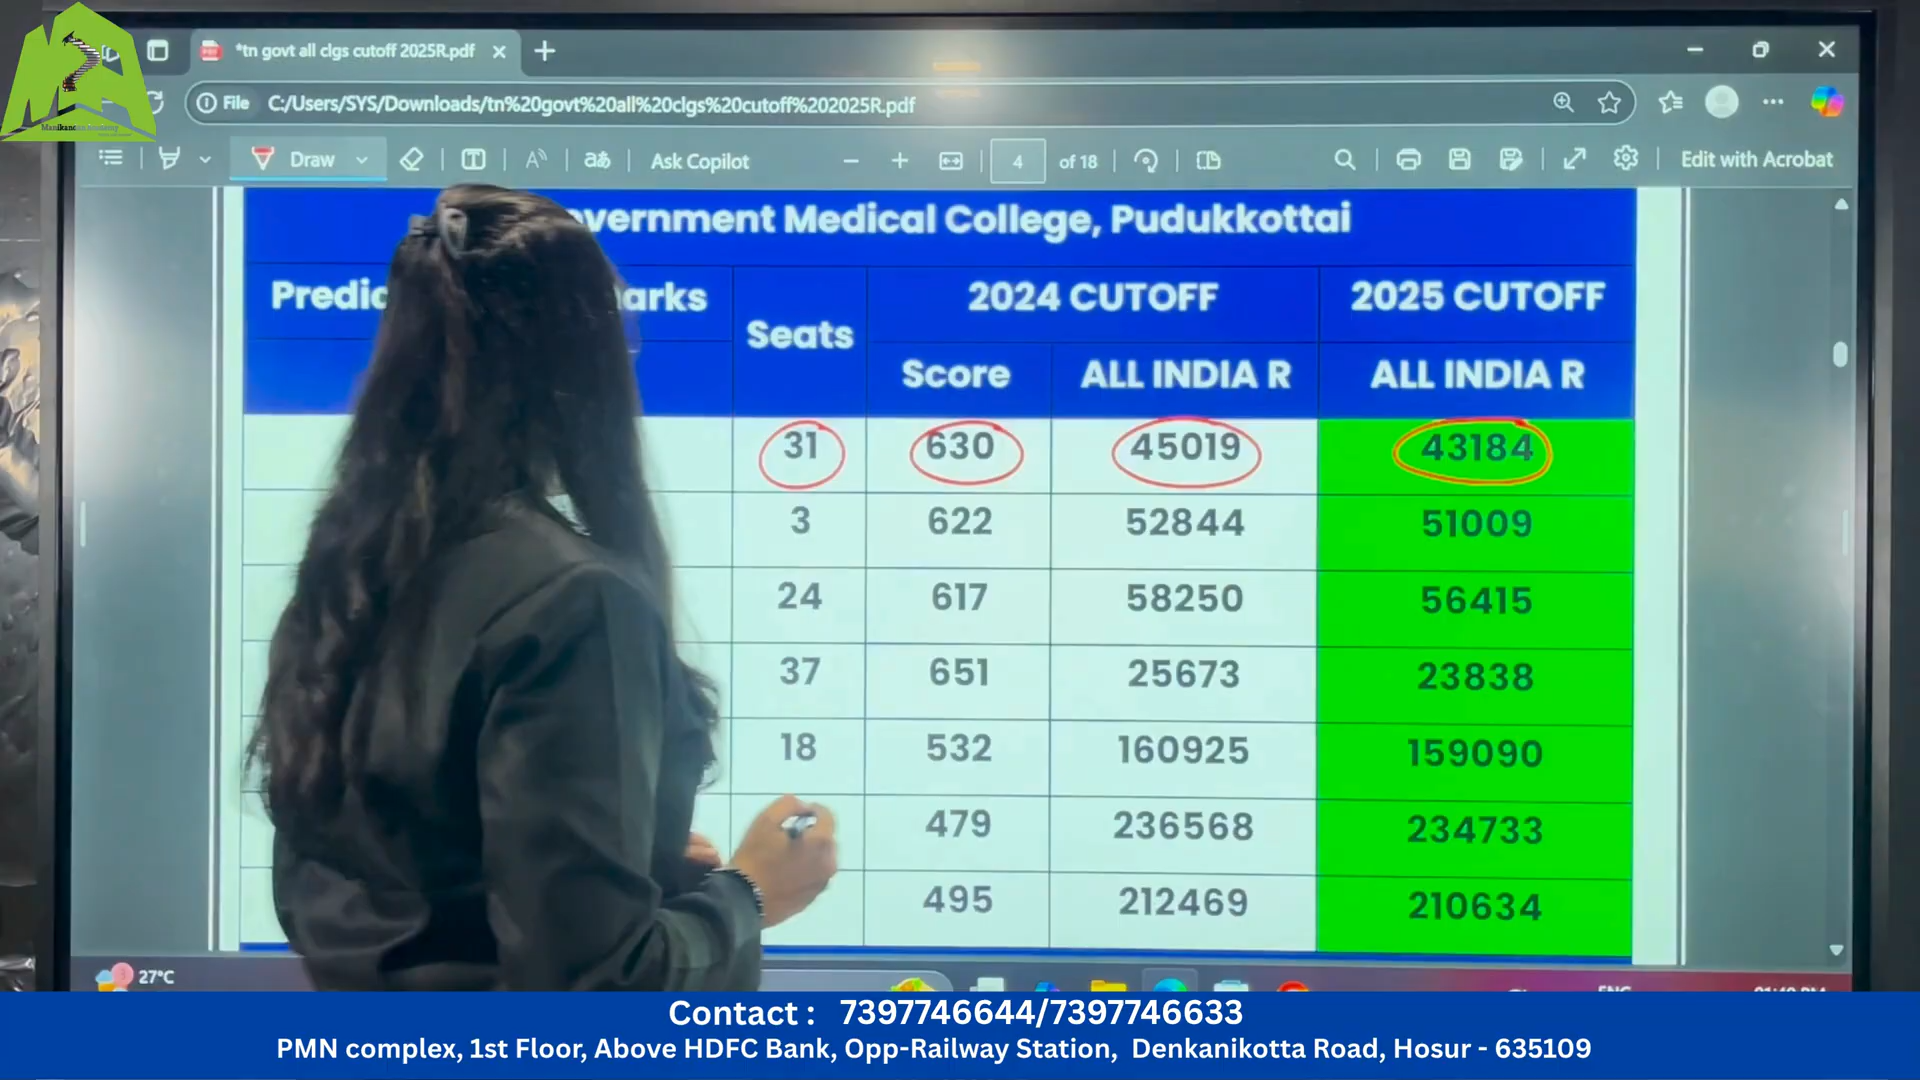 *tn govt all clgs cutoff 2025R.pdf
File C:/Users/SYS/Downloads/tn%20govt%20all%20clgs%20cutoff%202025R.pdf
Draw Ask Copilot 4 of 18 Edit with Acrobat
Medical College, Pudukkottai
2024 CUTOFF 2025 CUTOFF
Seats
Score ALL INDIA R ALL INDIA R
31 630 45019 43184
3 622 52844 51009
24 617 58250 56415
37 651 25673 23838
18 532 160925 159090
479 236568 234733
495 212469 210634
27°C
Contact : 7397746644/7397746633
PMN complex, 1st Floor, Above HDFC Bank, Opp-Railway Station, Denkanikotta Road, Hosur - 635109